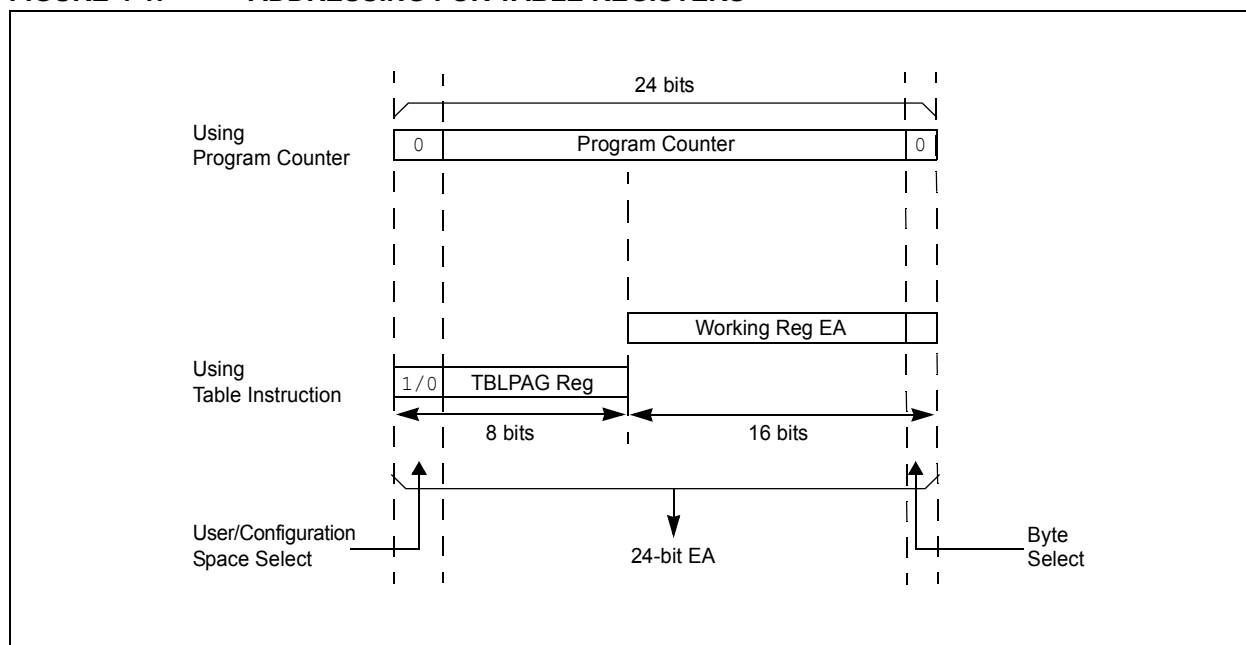 24 bits
Using
Program Counter
0
Program Counter
0
Working Reg EA
Using
Table Instruction
1/0
TBLPAG Reg
8 bits
16 bits
User/Configuration
Space Select
24-bit EA
Byte
Select